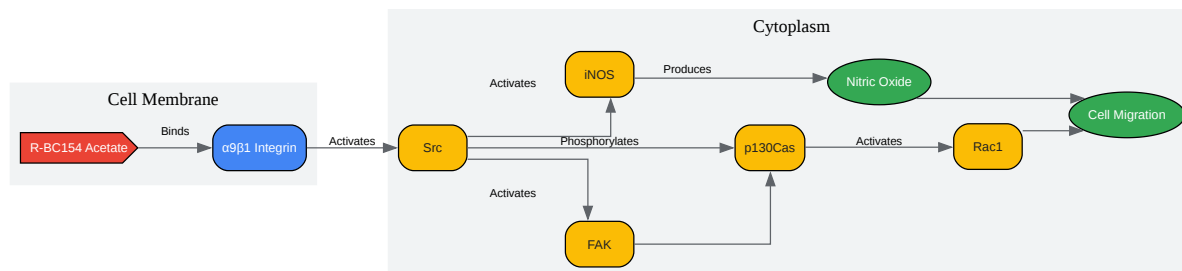 Cytoplasm
Cell Membrane
Activates
iNOS
Produces
Nitric Oxide
Cell Migration
R-BC154 Acetate
Binds
α9β1 Integrin
Activates
Src
Phosphorylates
p130Cas
Activates
Rac1
Activates
FAK